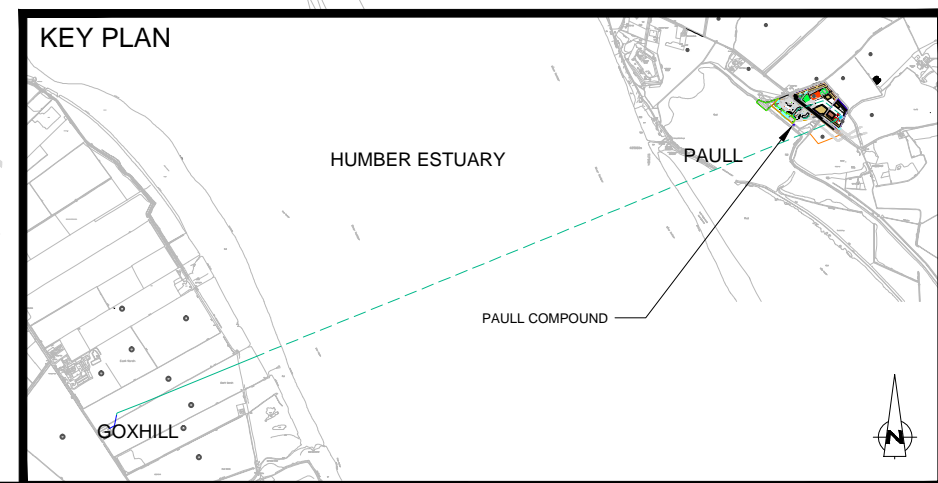 KEY PLAN
HUMBER ESTUARY
PAULL
PAULL COMPOUND
GOXHILL
N